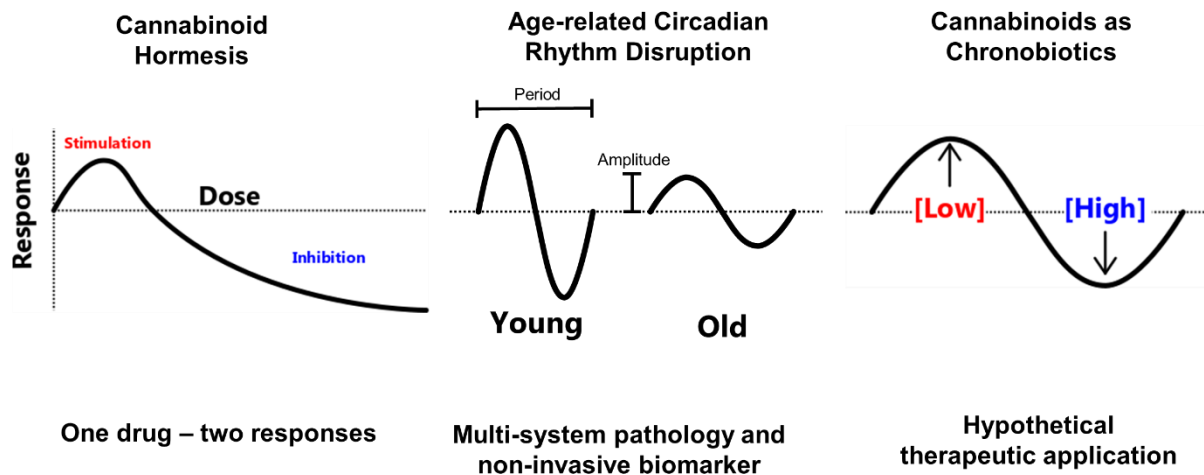 Cannabinoid
Hormesis
Stimulation
Response
Dose
Inhibition
One drug – two responses
Age-related Circadian
Rhythm Disruption
Period
Amplitude
Young
Old
Multi-system pathology and
non-invasive biomarker
Cannabinoids as
Chronobiotics
[Low]
[High]
Hypothetical
therapeutic application